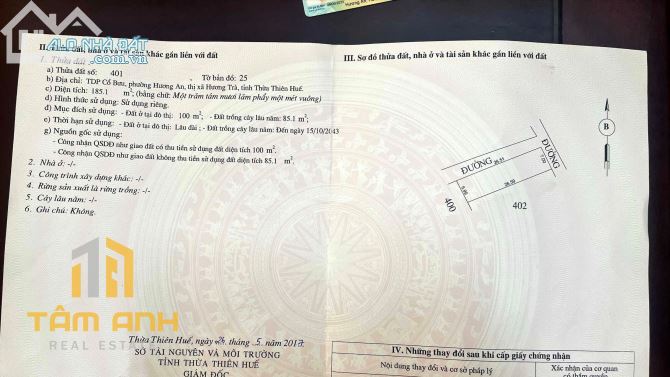 Hương An, thị
ALO NHÀ ĐẤT
.com.vn
II. Thửa đất, nhà ở và tài sản khác gắn liền với đất
1. Thửa đất:
a) Thửa đất số: 401 Tờ bản đồ: 25
b) Địa chỉ: TDP Cổ Bưu, phường Hương An, thị xã Hương Trà, tỉnh Thừa Thiên Huế.
c) Diện tích: 185.1 m², (bằng chữ: Một trăm tám mươi lăm phẩy một mét vuông)
d) Hình thức sử dụng: Sử dụng riêng.
đ) Mục đích sử dụng: - Đất ở tại đô thị: 100 m²; - Đất trồng cây lâu năm: 85.1 m²;
e) Thời hạn sử dụng: - Đất ở tại đô thị: Lâu dài ; - Đất trồng cây lâu năm: Đến ngày 15/10/2043
g) Nguồn gốc sử dụng:
- Công nhận QSDĐ như giao đất có thu tiền sử dụng đất diện tích 100 m².
- Công nhận QSDĐ như giao đất không thu tiền sử dụng đất diện tích 85.1 m².
2. Nhà ở: -/-
3. Công trình xây dựng khác: -/-
4. Rừng sản xuất là rừng trồng: -/-
5. Cây lâu năm: -/-
6. Ghi chú: Không.
TÂM ANH
REAL ESTATE
Thừa Thiên Huế, ngày 26 tháng 5 năm 2017
SỞ TÀI NGUYÊN VÀ MÔI TRƯỜNG
TỈNH THỪA THIÊN HUẾ
GIÁM ĐỐC
III. Sơ đồ thửa đất, nhà ở và tài sản khác gắn liền với đất
B
ĐƯỜNG
ĐƯỜNG
400
402
IV. Những thay đổi sau khi cấp giấy chứng nhận
Nội dung thay đổi và cơ sở pháp lý
Xác nhận của cơ quan
có thẩm quyền